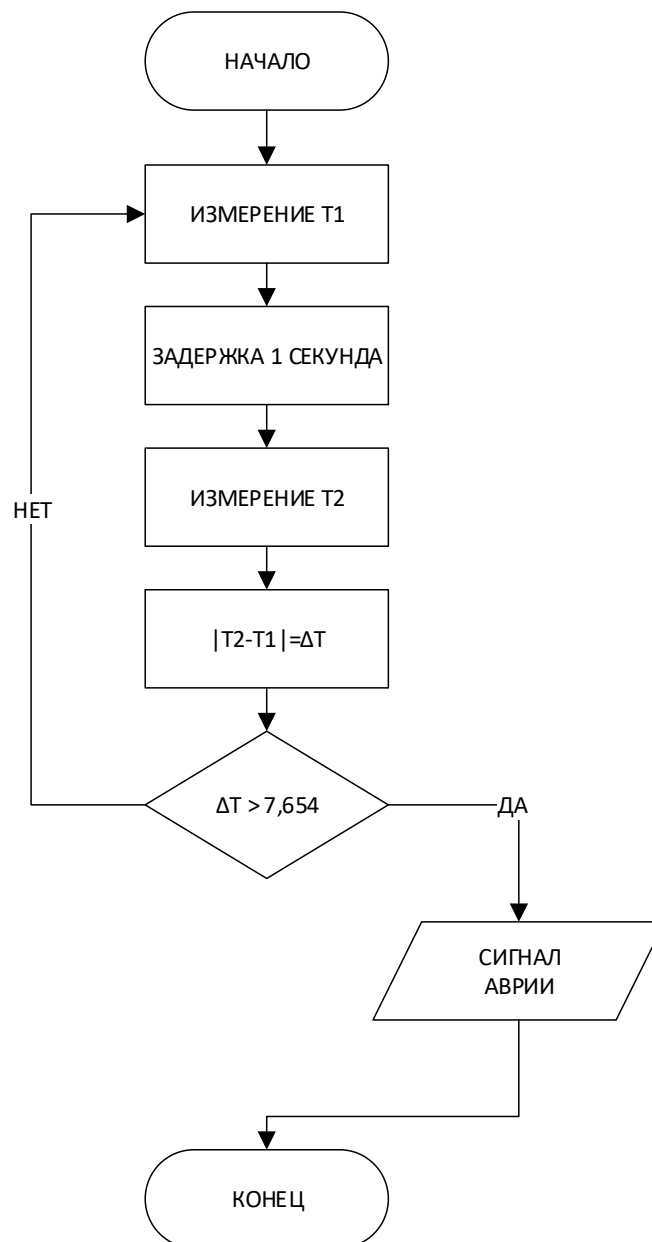 НАЧАЛО
ИЗМЕРЕНИЕ Т1
ЗАДЕРЖКА 1 СЕКУНДА
ИЗМЕРЕНИЕ Т2
|Т2-Т1|=ΔТ
НЕТ
ΔТ > 7,654
ДА
СИГНАЛ
АВРИИ
КОНЕЦ